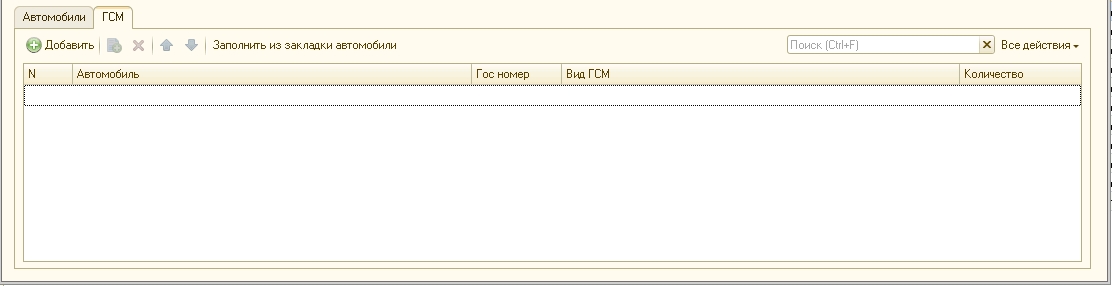 Автомобили ГСМ
Добавить Заполнить из закладки автомобили Поиск (Ctrl+F) Все действия
N Автомобиль Гос номер Вид ГСМ Количество